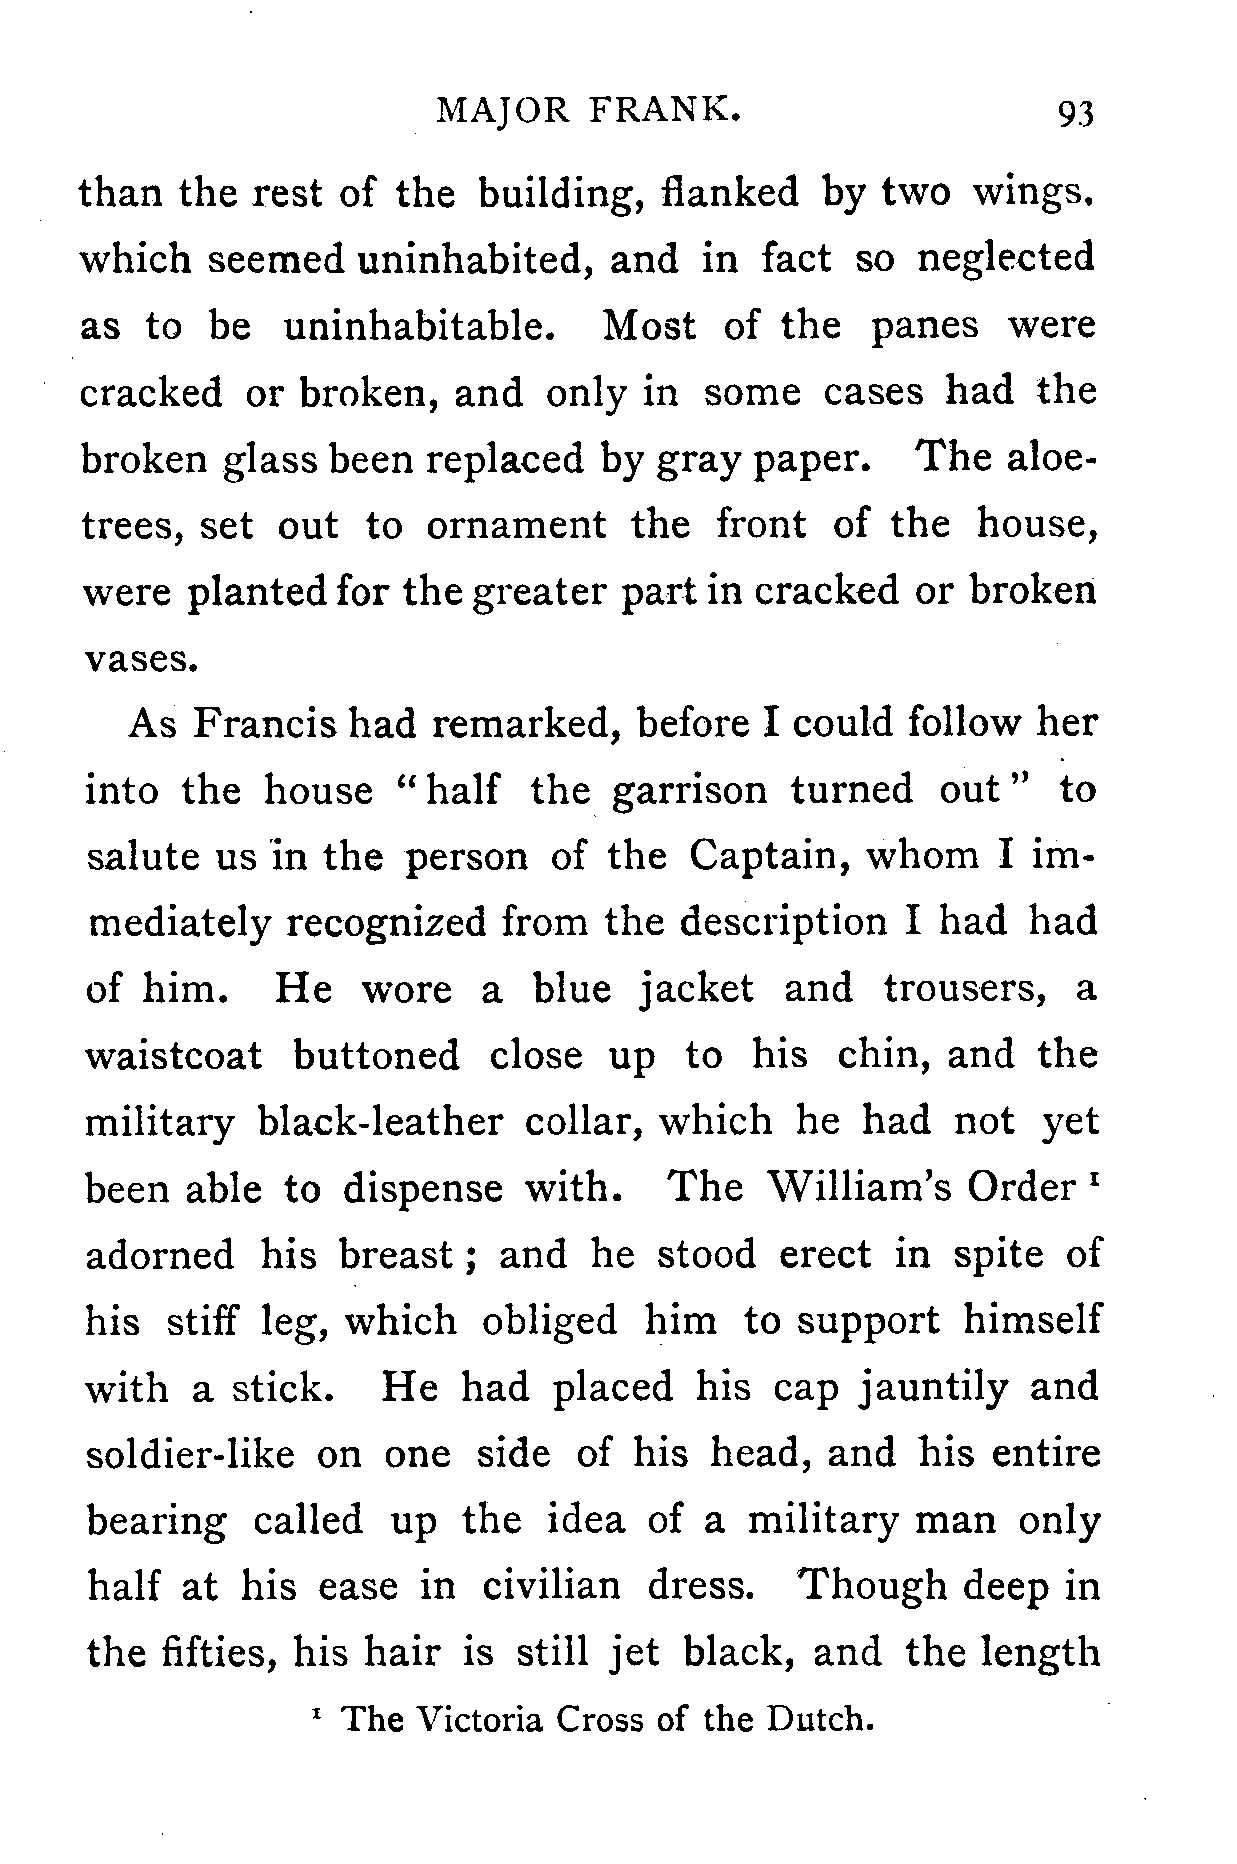 MAJOR FRANK. 93
than the rest of the building, flanked by two wings.
which seemed uninhabited, and in fact so neglected
as to be uninhabitable. Most of the panes were
cracked or broken, and only in some cases had the
broken glass been replaced by gray paper. The aloe-
trees, set out to ornament the front of the house,
were planted for the greater part in cracked or broken
vases.
As Francis had remarked, before I could follow her
into the house “ half the garrison turned out ” to
salute us in the person of the Captain, whom I im-
mediately recognized from the description I had had
of him. He wore a blue jacket and trousers, a
waistcoat buttoned close up to his chin, and the
military black-leather collar, which he had not yet
been able to dispense with. The William's Order ¹
adorned his breast ; and he stood erect in spite of
his stiff leg, which obliged him to support himself
with a stick. He had placed his cap jauntily and
soldier-like on one side of his head, and his entire
bearing called up the idea of a military man only
half at his ease in civilian dress. Though deep in
the fifties, his hair is still jet black, and the length
¹ The Victoria Cross of the Dutch.